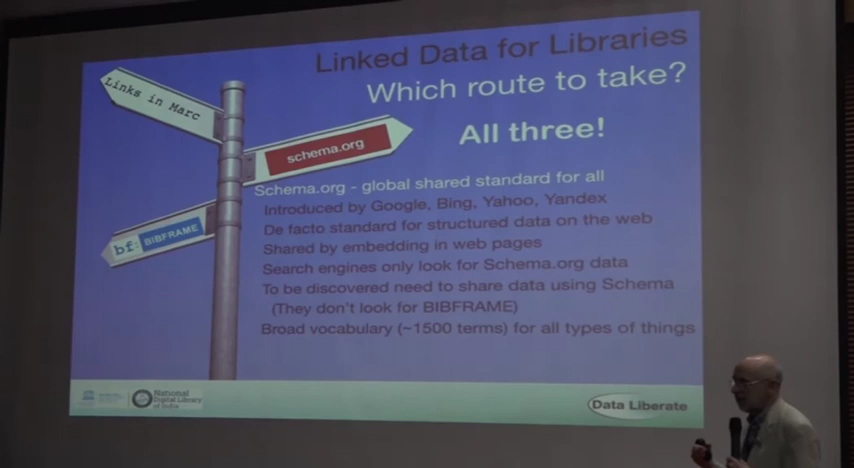 Linked Data for Libraries
Which route to take?
All three!
Links in Marc
schema.org
bf: BIBFRAME
Schema.org - global shared standard for all
Introduced by Google, Bing, Yahoo, Yandex
De facto standard for structured data on the web
Shared by embedding in web pages
Search engines only look for Schema.org data
To be discovered need to share data using Schema
(They don't look for BIBFRAME)
Broad vocabulary (~1500 terms) for all types of things
National
Digital Library
of India
Data Liberate